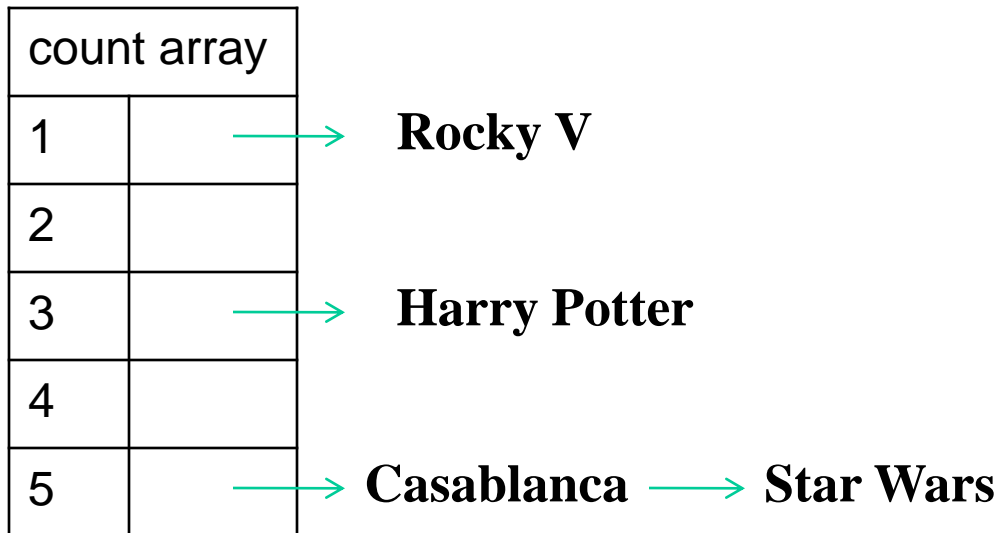 count array
1 Rocky V
2
3 Harry Potter
4
5 Casablanca Star Wars